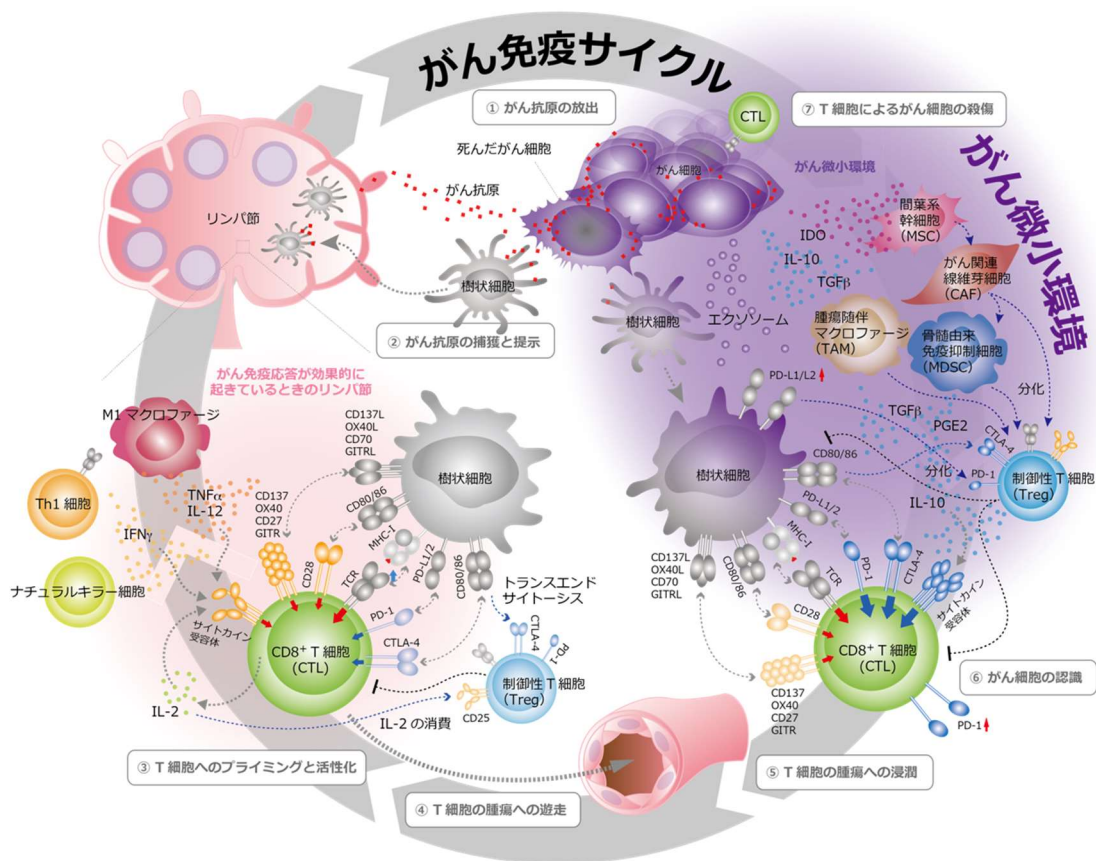 がん免疫サイクル
① がん抗原の放出
CTL
⑦ T 細胞によるがん細胞の殺傷
死んだがん細胞
がん細胞
がん微小環境
がん微小環境
がん抗原
リンパ節
間葉系
幹細胞
(MSC)
IDO
IL-10
TGFβ
がん関連
線維芽細胞
(CAF)
樹状細胞
樹状細胞
エクソソーム
腫瘍随伴
マクロファージ
(TAM)
骨髄由来
免疫抑制細胞
(MDSC)
② がん抗原の捕獲と提示
分化
がん免疫応答が効果的に
起きているときのリンパ節
PD-L1/L2
M1 マクロファージ
CD137L
OX40L
CD70
GITRL
TGFβ
PGE2
CTLA-4
樹状細胞
樹状細胞
CD80/86
分化
PD-1
制御性 T 細胞
(Treg)
Th1 細胞
TNFα
IL-12
CD137
OX40
CD27
GITR
CD80/86
PD-L1/2
IL-10
IFNγ
MHC-I
MHC-I
CD28
TCR
PD-L1/2
CD80/86
CD137L
OX40L
CD70
GITRL
CD80/86
TCR
PD-1
CTLA-4
ナチュラルキラー細胞
トランスエンド
サイトーシス
サイトカイン
受容体
PD-1
CTLA-4
CTLA-4
PD-1
CD28
サイトカイン
受容体
CD8⁺ T 細胞
(CTL)
CD8⁺ T 細胞
(CTL)
制御性 T 細胞
(Treg)
⑥ がん細胞の認識
IL-2
IL-2 の消費
CD25
CD137
OX40
CD27
GITR
PD-1
③ T 細胞へのプライミングと活性化
⑤ T 細胞の腫瘍への浸潤
④ T 細胞の腫瘍への遊走